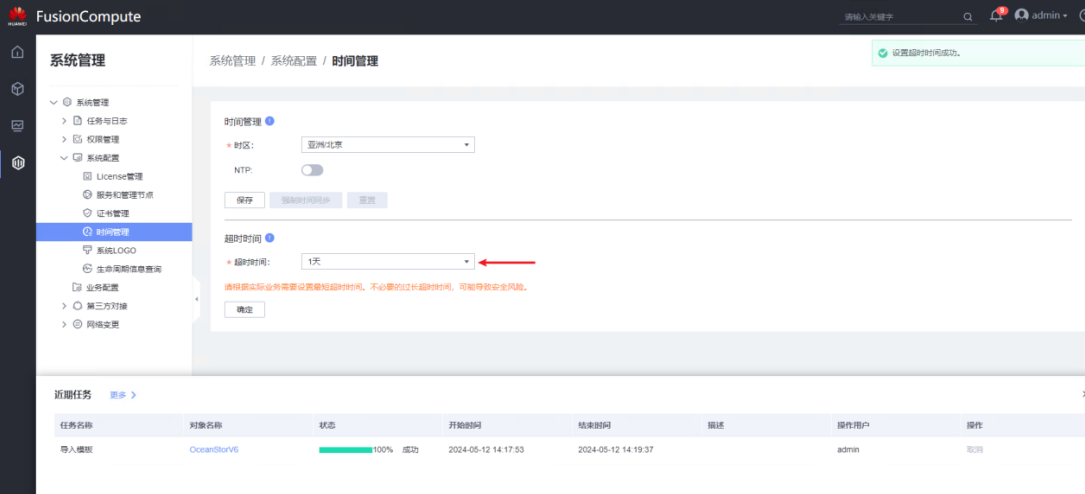 HUAWEI
FusionCompute
请输入关键字
9
admin
系统管理
系统管理 / 系统配置 / 时间管理
设置超时时间成功。
系统管理
任务与日志
权限管理
系统配置
License管理
服务和管理节点
证书管理
时间管理
系统LOGO
生命周期信息查询
业务配置
第三方对接
网络变更
时间管理
* 时区: 亚洲/北京
NTP:
保存 强制时间同步 重置
超时时间
* 超时时间: 1天
请根据实际业务需要设置最短超时时间。不必要的过长超时时间，可能导致安全风险。
确定
近期任务 更多
任务名称 对象名称 状态 开始时间 结束时间 描述 操作用户 操作
导入模板 OceanStorV6 100% 成功 2024-05-12 14:17:53 2024-05-12 14:19:37 admin 取消